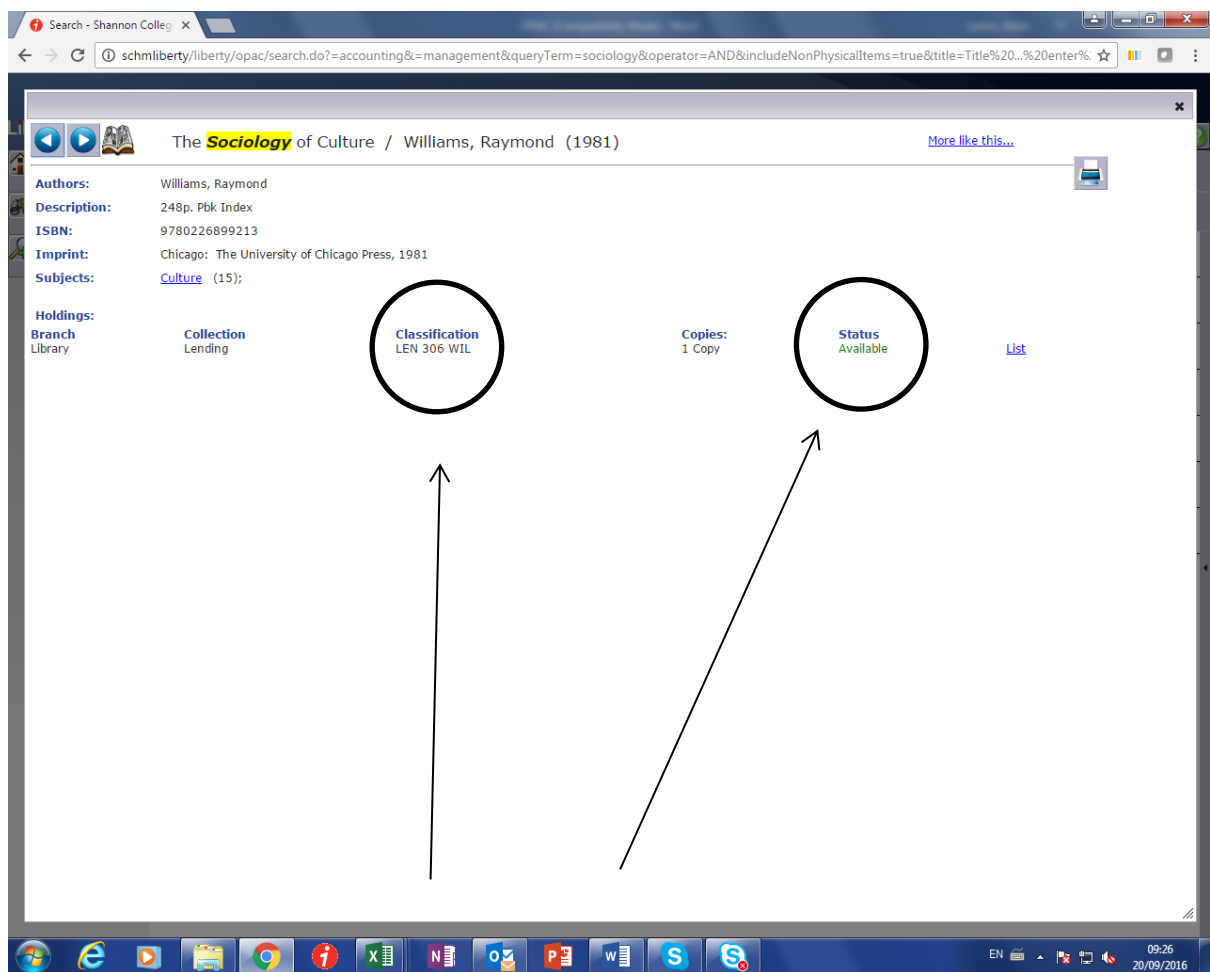 Search - Shannon Colleg
schmliberty/liberty/opac/search.do?=accounting&=management&queryTerm=sociology&operator=AND&includeNonPhysicalItems=true&title=Title%20...%20enter%.
The Sociology of Culture / Williams, Raymond (1981)
More like this...
Authors: Williams, Raymond
Description: 248p. Pbk Index
ISBN: 9780226899213
Imprint: Chicago: The University of Chicago Press, 1981
Subjects: Culture (15);
Holdings:
Branch Collection Classification Copies: Status
Library Lending LEN 306 WIL 1 Copy Available List
EN 09:26
20/09/2016